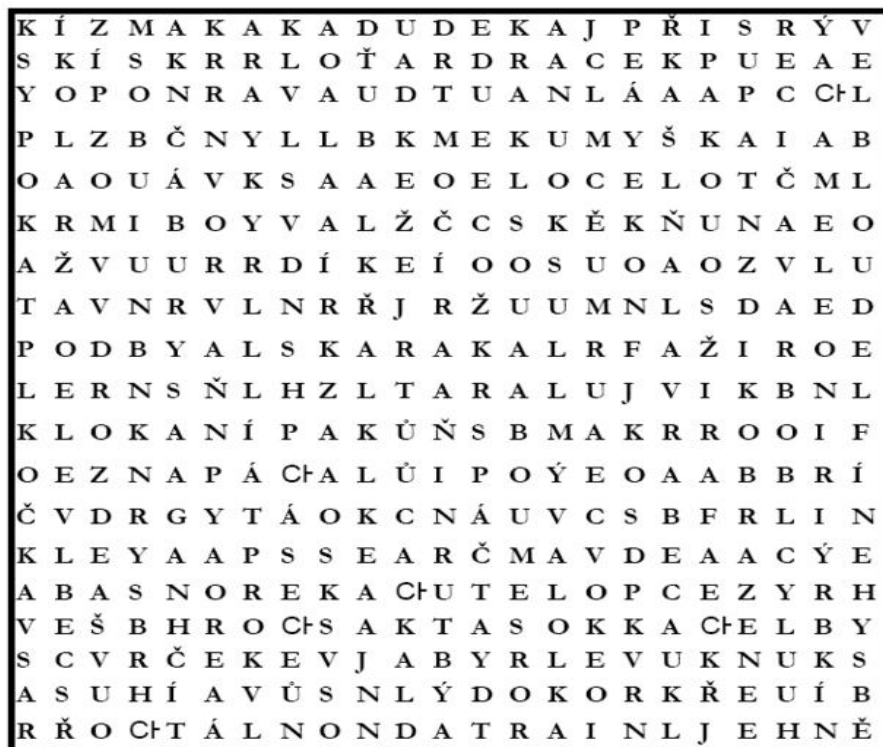 K Í Z M A K A K A D U D E K A J P Ř I S R Ý V
S K Í S K R R L O Ť A R D R A C E K P U E A E
Y O P O N R A V A U D T U A N L Á A A P C CH L
P L Z B Č N Y L L B K M E K U M Y Š K A I A B
O A O U Á V K S A A E O E L O C E L O T Č M L
K R M I B O Y V A L Ž Č C S K Ě K Ň U N A E O
A Ž V U U R R D Í K E Í O O S U O A O Z V L U
T A V N R V L N R Ř J R Ž U U M N L S D A E D
P O D B Y A L S K A R A K A L R F A Ž I R O E
L E R N S Ň L H Z L T A R A L U J V I K B N L
K L O K A N Í P A K Ů Ň S B M A K R R O O I F
O E Z N A P Á CH A L Ů I P O Ý E O A A B B R Í
Č V D R G Y T Á O K C N Á U V C S B F R L I N
K L E Y A A P S S E A R Č M A V D E A A C Ý E
A B A S N O R E K A CH U T E L O P C E Z Y R H
V E Š B H R O CH S A K T A S O K K A CH E L B Y
S C V R Č E K E V J A B Y R L E V U K N U K S
A S U H Í A V Ů S N L Ý D O K O R K Ř E U Í B
R Ř O CH T Á L N O N D A T R A I N L J E H N Ě